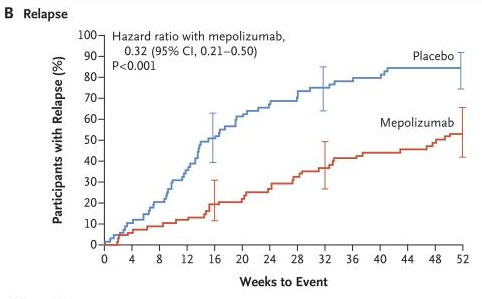 B Relapse
Hazard ratio with mepolizumab,
0.32 (95% CI, 0.21–0.50)
P<0.001
Participants with Relapse (%)
100
90
80
70
60
50
40
30
20
10
0
Placebo
Mepolizumab
0 4 8 12 16 20 24 28 32 36 40 44 48 52
Weeks to Event